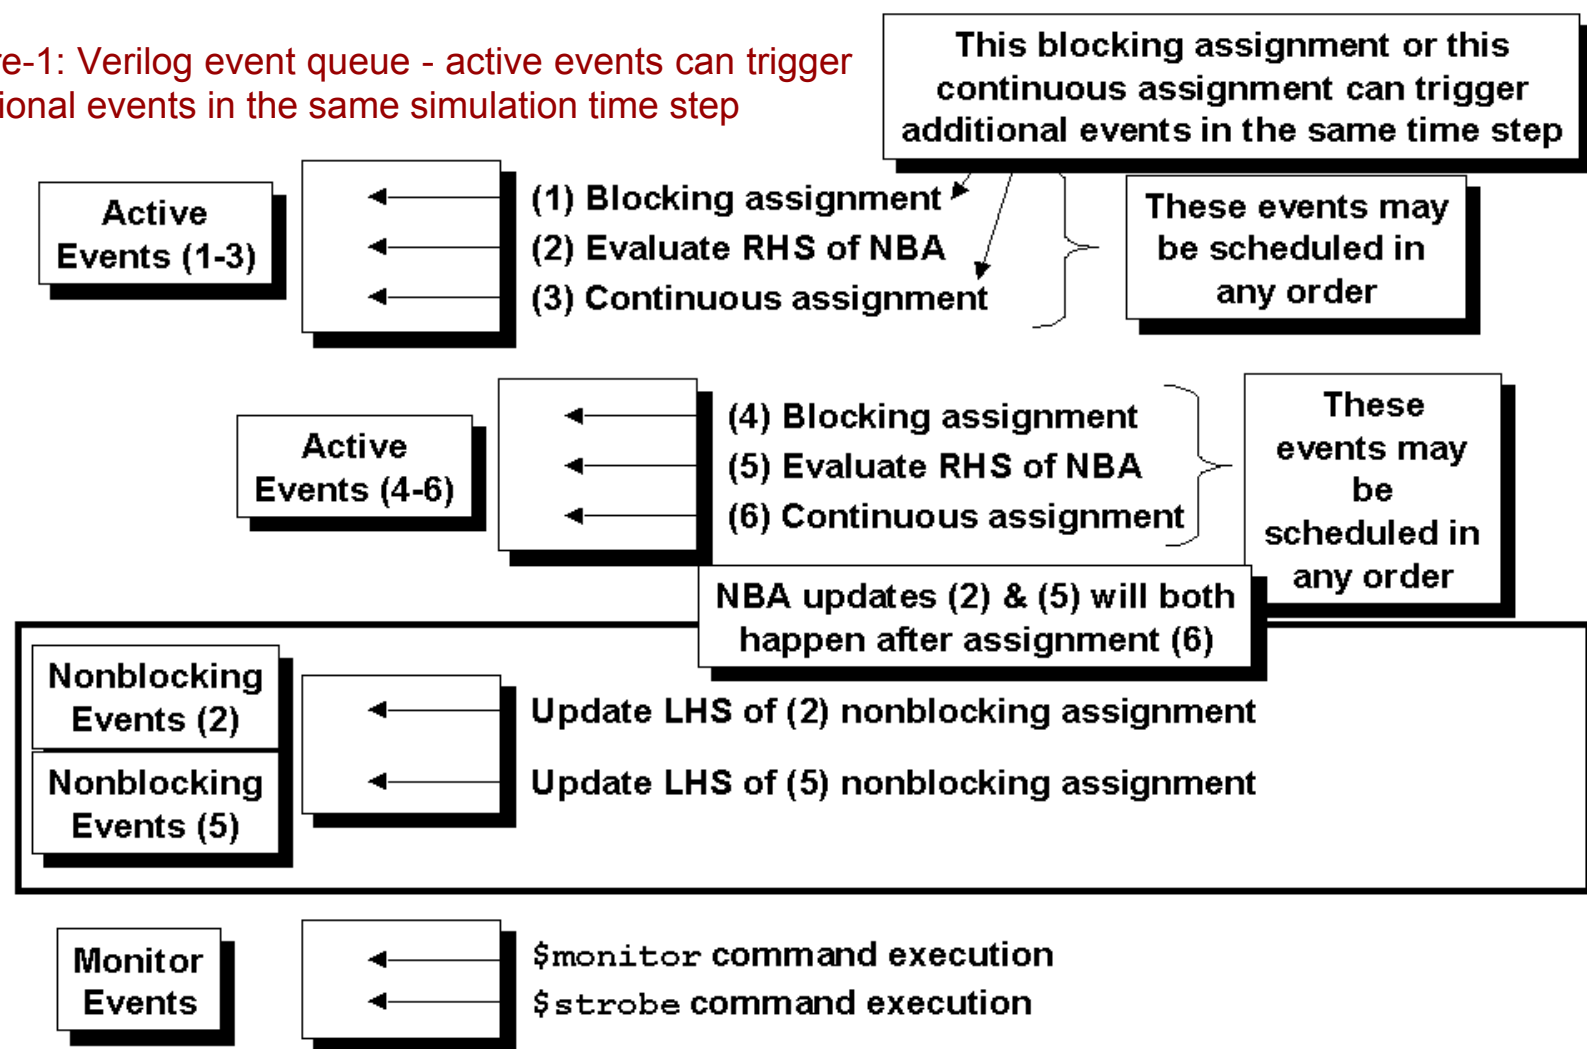 re-1: Verilog event queue - active events can trigger
ional events in the same simulation time step
This blocking assignment or this
continuous assignment can trigger
additional events in the same time step
Active
Events (1-3)
(1) Blocking assignment
(2) Evaluate RHS of NBA
(3) Continuous assignment
These events may
be scheduled in
any order
Active
Events (4-6)
(4) Blocking assignment
(5) Evaluate RHS of NBA
(6) Continuous assignment
These
events may
be
scheduled in
any order
NBA updates (2) & (5) will both
happen after assignment (6)
Nonblocking
Events (2)
Update LHS of (2) nonblocking assignment
Nonblocking
Events (5)
Update LHS of (5) nonblocking assignment
Monitor
Events
$monitor command execution
$strobe command execution